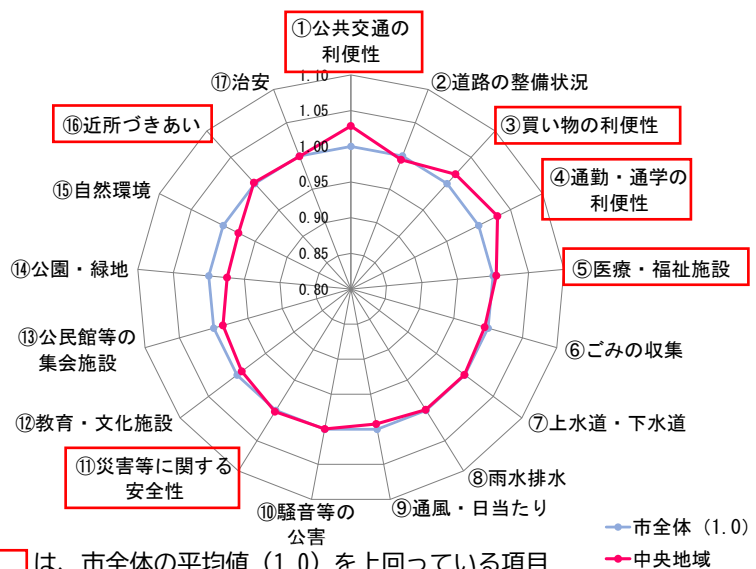 ①公共交通の
利便性
②道路の整備状況
③買い物の利便性
④通勤・通学の
利便性
⑤医療・福祉施設
⑥ごみの収集
⑦上水道・下水道
⑧雨水排水
⑨通風・日当たり
⑩騒音等の
公害
⑪災害等に関する
安全性
⑫教育・文化施設
⑬公民館等の
集会施設
⑭公園・緑地
⑮自然環境
⑯近所づきあい
⑰治安
1.10
1.05
1.00
0.95
0.90
0.85
0.80
市全体 (1.0)
中央地域
は、市全体の平均値 (1.0) を上回っている項目